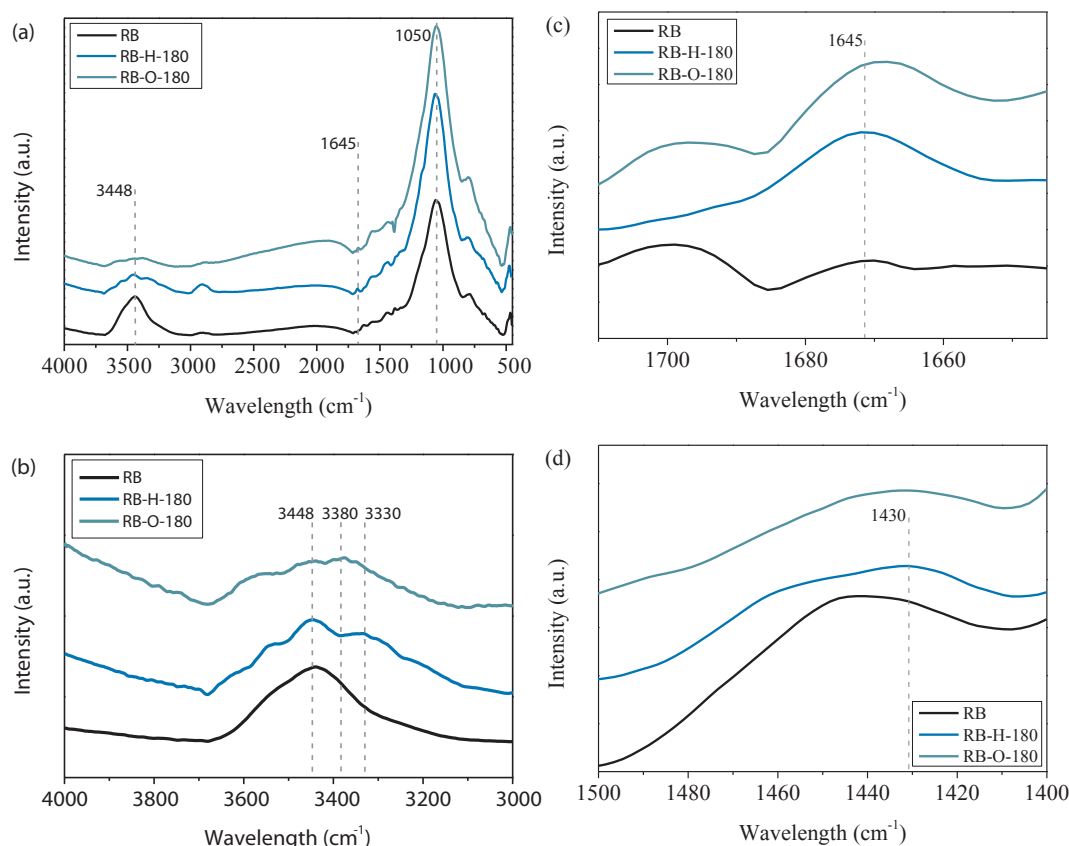 (a)
RB
RB-H-180
RB-O-180
1050
1645
3448
Intensity (a.u.)
4000 3500 3000 2500 2000 1500 1000 500
Wavelength (cm⁻¹)
(c)
RB
RB-H-180
RB-O-180
1645
Intensity (a.u.)
1700 1680 1660
Wavelength (cm⁻¹)
(b)
RB
RB-H-180
RB-O-180
3448 3380 3330
Intensity (a.u.)
4000 3800 3600 3400 3200 3000
Wavelength (cm⁻¹)
(d)
1430
RB
RB-H-180
RB-O-180
Intensity (a.u.)
1500 1480 1460 1440 1420 1400
Wavelength (cm⁻¹)